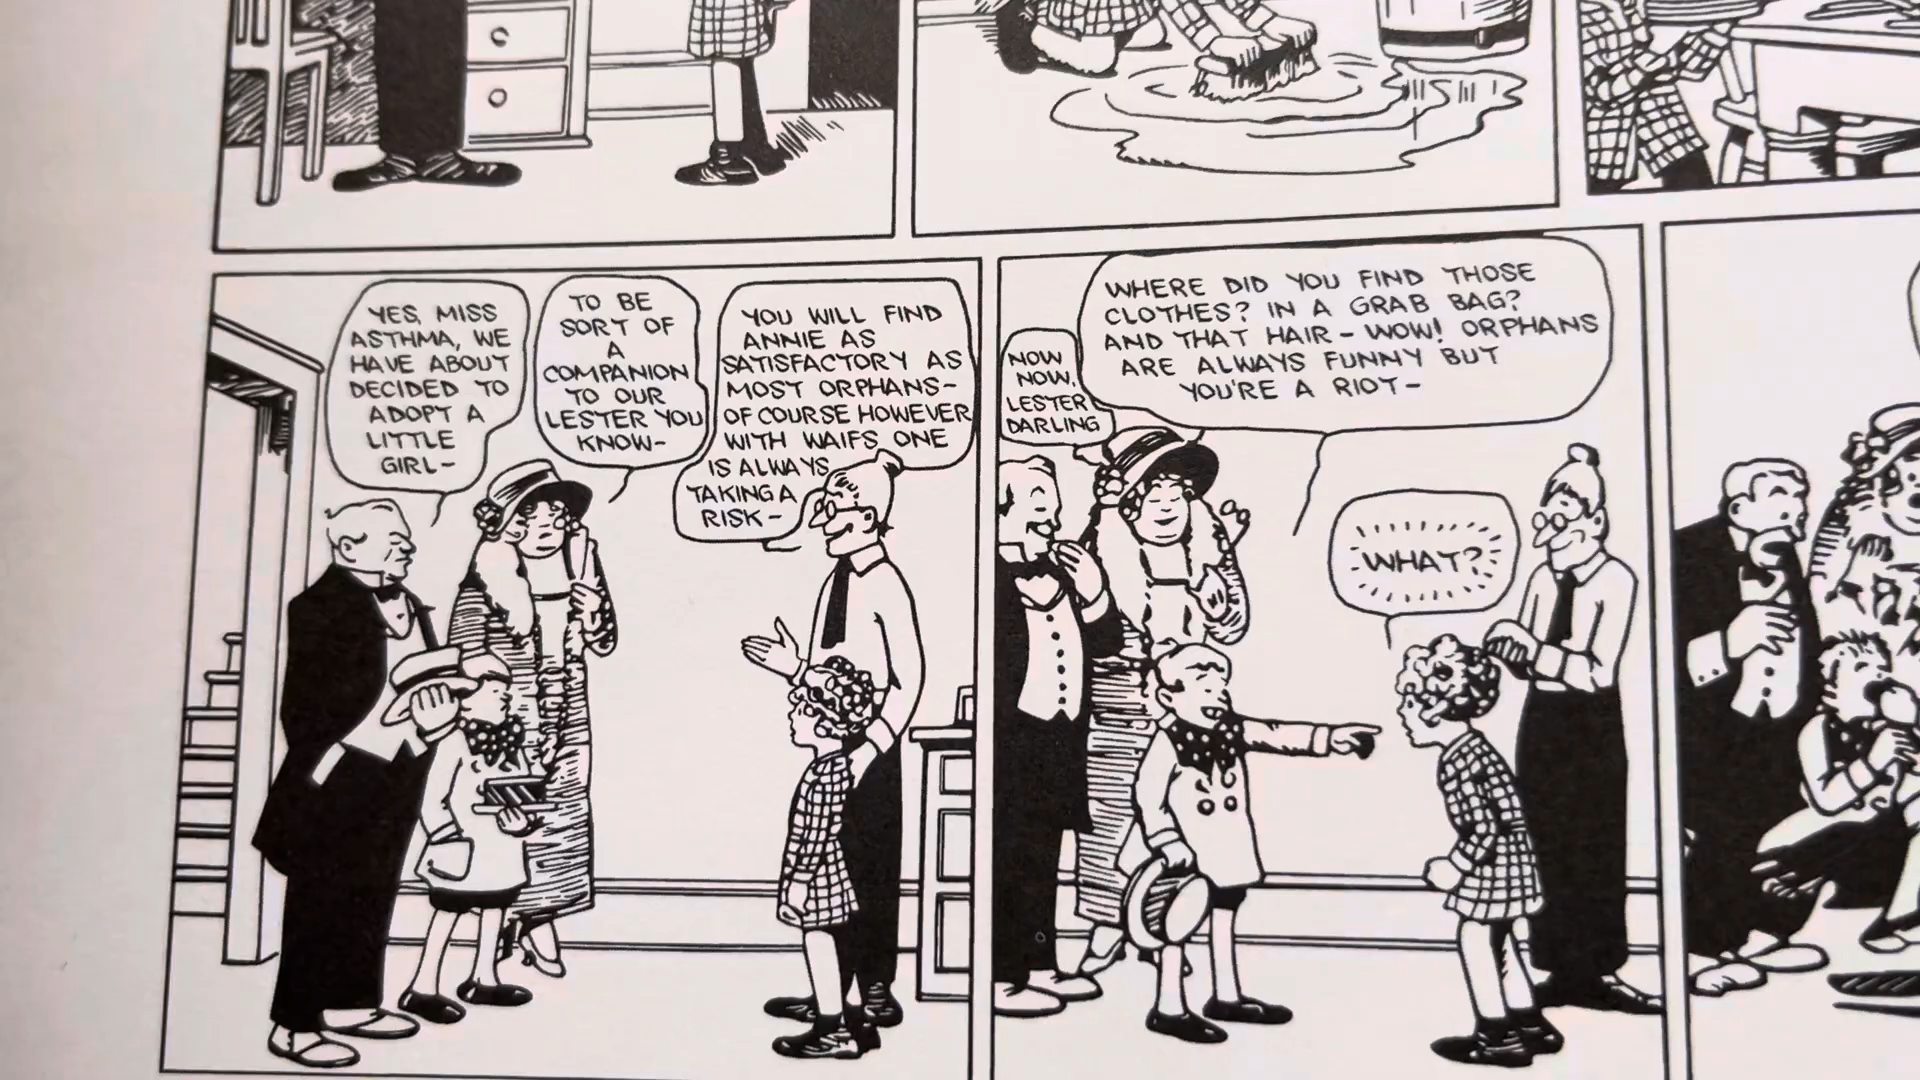 YES, MISS
ASTHMA, WE
HAVE ABOUT
DECIDED TO
ADOPT A
LITTLE
GIRL-
TO BE
SORT OF
A
COMPANION
TO OUR
LESTER YOU
KNOW-
YOU WILL FIND
ANNIE AS
SATISFACTORY AS
MOST ORPHANS-
OF COURSE HOWEVER
WITH WAIFS ONE
IS ALWAYS
TAKING A
RISK-
NOW
NOW,
LESTER
DARLING
WHERE DID YOU FIND THOSE
CLOTHES? IN A GRAB BAG?
AND THAT HAIR - WOW! ORPHANS
ARE ALWAYS FUNNY BUT
YOU'RE A RIOT-
WHAT?